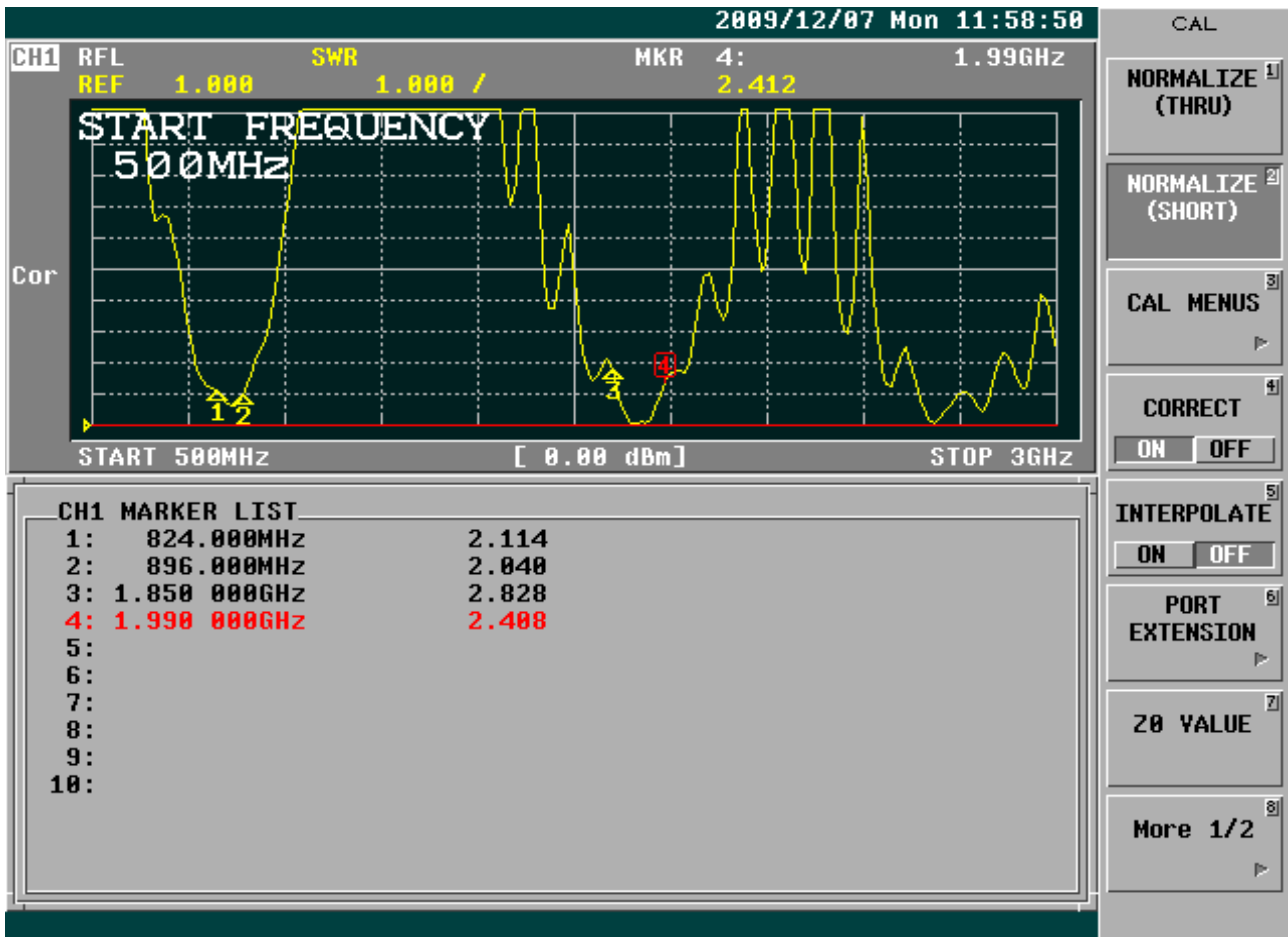 2009/12/07 Mon 11:58:50
CH1 RFL SWR MKR 4: 1.99GHz
REF 1.000 1.000 / 2.412
START FREQUENCY
500MHz
Cor
4
1 2
3
START 500MHz [ 0.00 dBm] STOP 3GHz
CH1 MARKER LIST
1: 824.000MHz 2.114
2: 896.000MHz 2.040
3: 1.850 000GHz 2.828
4: 1.990 000GHz 2.408
5:
6:
7:
8:
9:
10:
CAL
NORMALIZE 1
(THRU)
NORMALIZE 2
(SHORT)
3
CAL MENUS
4
CORRECT
ON OFF
5
INTERPOLATE
ON OFF
PORT 6
EXTENSION
7
Z0 VALUE
8
More 1/2